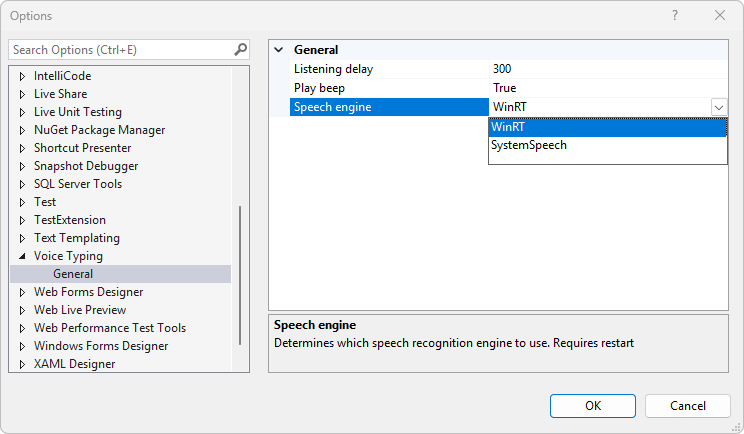 Options
Search Options (Ctrl+E)
IntelliCode
Live Share
Live Unit Testing
NuGet Package Manager
Shortcut Presenter
Snapshot Debugger
SQL Server Tools
Test
TestExtension
Text Templating
Voice Typing
General
Web Forms Designer
Web Live Preview
Web Performance Test Tools
Windows Forms Designer
XAML Designer
General
Listening delay 300
Play beep True
Speech engine WinRT
WinRT
SystemSpeech
Speech engine
Determines which speech recognition engine to use. Requires restart
OK Cancel